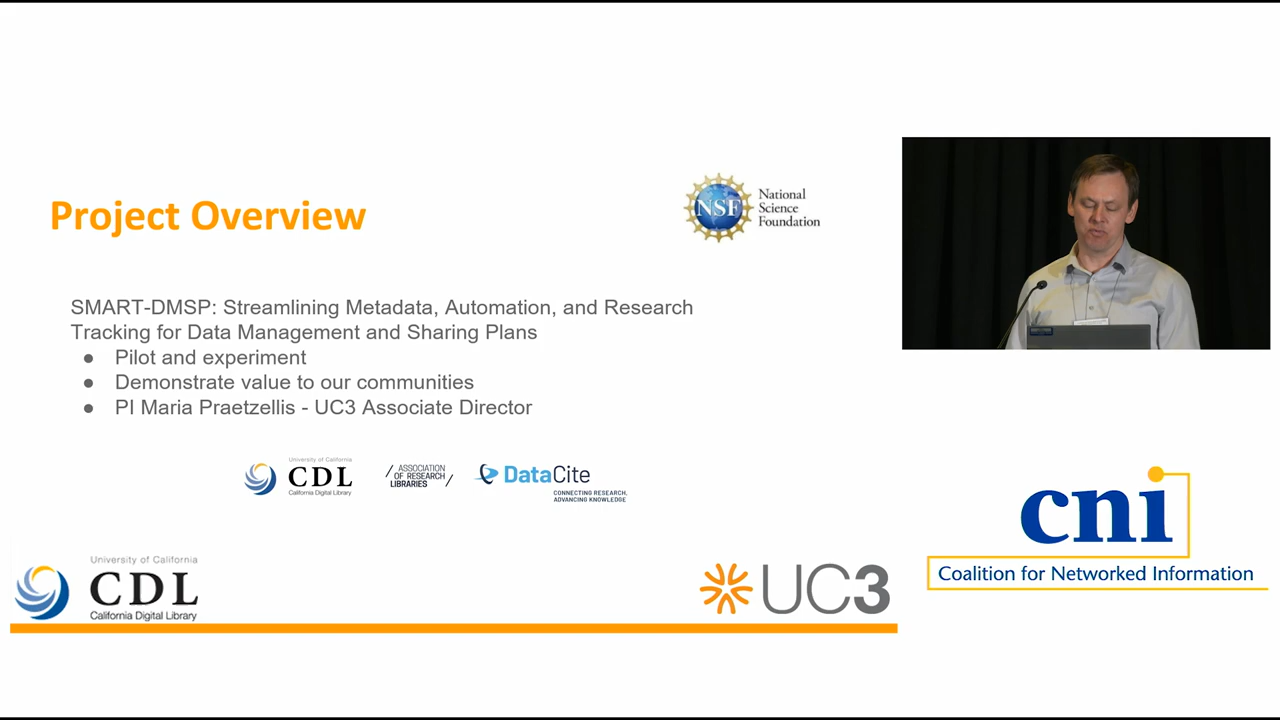 Project Overview
NSF
National
Science
Foundation
SMART-DMSP: Streamlining Metadata, Automation, and Research
Tracking for Data Management and Sharing Plans
● Pilot and experiment
● Demonstrate value to our communities
● PI Maria Praetzellis - UC3 Associate Director
University of California
CDL
California Digital Library
ASSOCIATION
OF RESEARCH
LIBRARIES
DataCite
CONNECTING RESEARCH,
ADVANCING KNOWLEDGE
University of California
CDL
California Digital Library
UC3
cni
Coalition for Networked Information